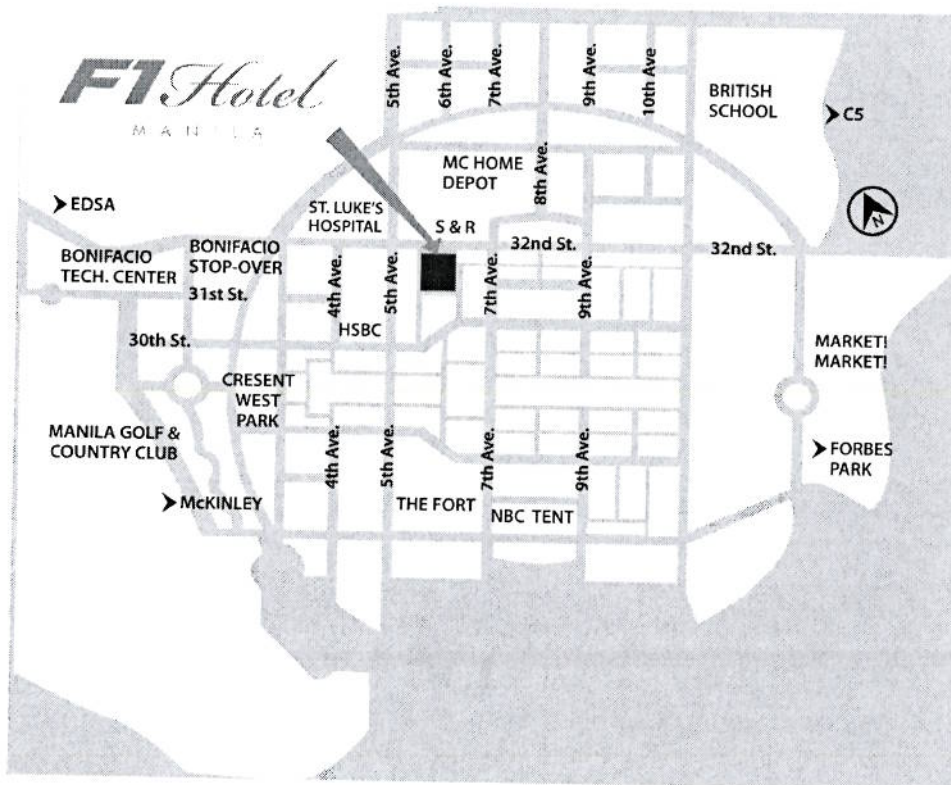 F1 Hotel
MANILA
5th Ave.
6th Ave.
7th Ave.
9th Ave.
10th Ave.
BRITISH
SCHOOL
C5
8th Ave.
MC HOME
DEPOT
EDSA
ST. LUKE'S
HOSPITAL
S & R
N
BONIFACIO
TECH. CENTER
BONIFACIO
STOP-OVER
32nd St.
32nd St.
31st St.
4th Ave.
5th Ave.
7th Ave.
9th Ave.
30th St.
HSBC
MARKET!
MARKET!
CRESENT
WEST
PARK
MANILA GOLF &
COUNTRY CLUB
4th Ave.
5th Ave.
7th Ave.
9th Ave.
FORBES
PARK
McKINLEY
THE FORT
NBC TENT